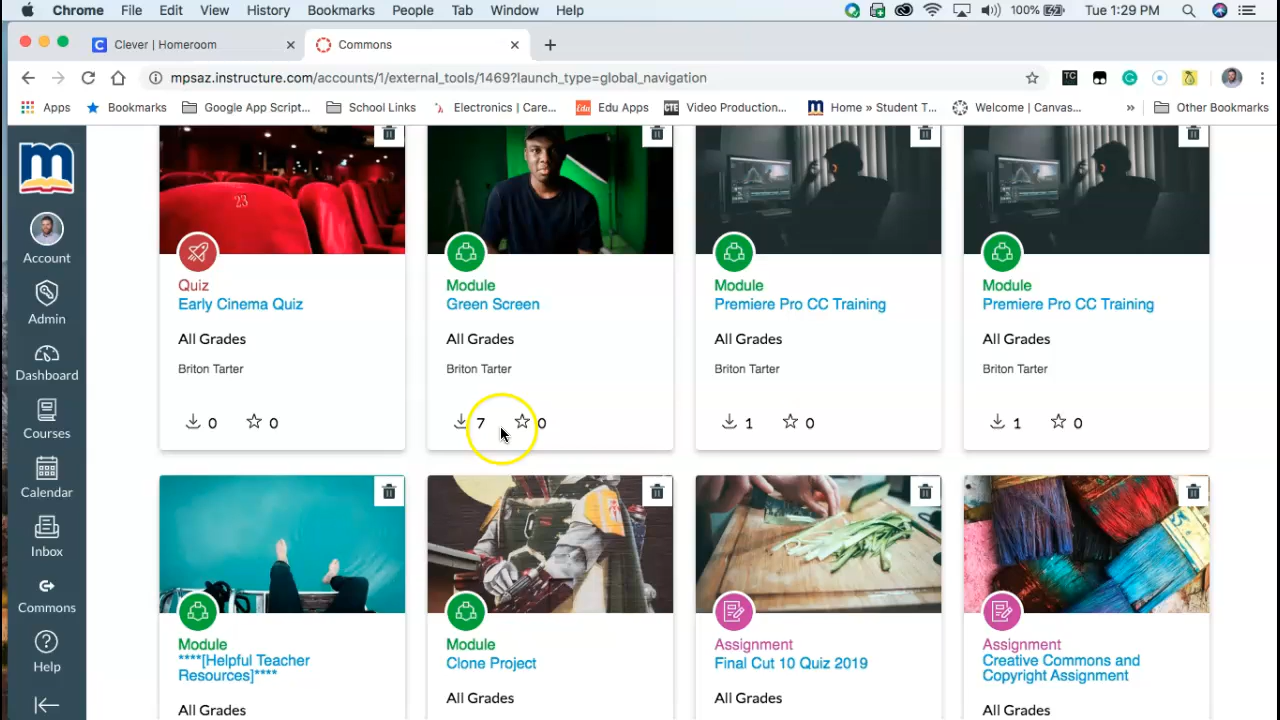 Chrome File Edit View History Bookmarks People Tab Window Help 100% Tue 1:29 PM
Clever | Homeroom Commons
mpsaz.instructure.com/accounts/1/external_tools/1469?launch_type=global_navigation TC
Apps Bookmarks Google App Script... School Links Electronics | Care... Edu Edu Apps CTE Video Production... m Home » Student T... Welcome | Canvas... » Other Bookmarks
m
Account
Admin
Dashboard
Courses
Calendar
Inbox
Commons
Help
23
Quiz
Early Cinema Quiz
All Grades
Briton Tarter
0 0
Module
Green Screen
All Grades
Briton Tarter
7 0
Module
Premiere Pro CC Training
All Grades
Briton Tarter
1 0
Module
Premiere Pro CC Training
All Grades
Briton Tarter
1 0
Module
****[Helpful Teacher
Resources]****
All Grades
Module
Clone Project
All Grades
Assignment
Final Cut 10 Quiz 2019
All Grades
Assignment
Creative Commons and
Copyright Assignment
All Grades